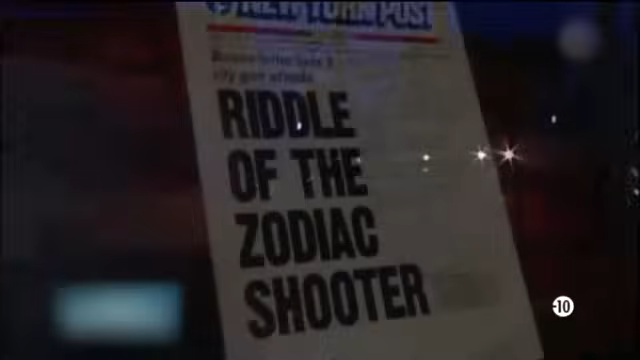 NEW YORK POST
RIDDLE
OF THE
ZODIAC
SHOOTER
-10